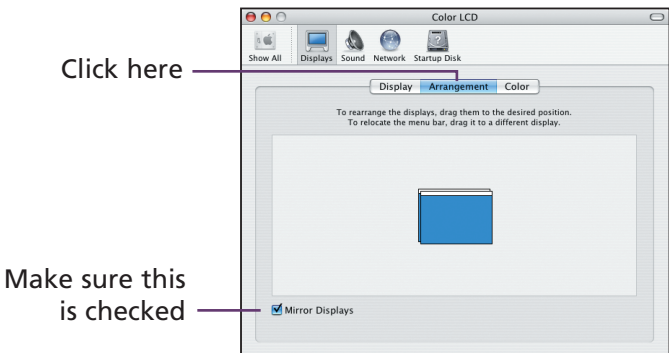 Color LCD
Show All Displays Sound Network Startup Disk
Click here
Display Arrangement Color
To rearrange the displays, drag them to the desired position.
To relocate the menu bar, drag it to a different display.
Make sure this
is checked
Mirror Displays